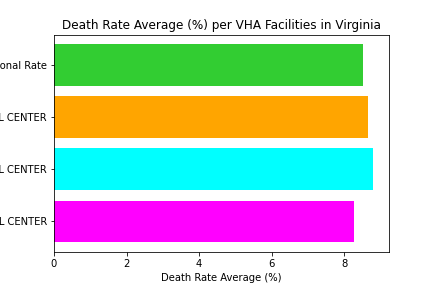 Death Rate Average (%) per VHA Facilities in Virginia
onal Rate
L CENTER
L CENTER
L CENTER
0 2 4 6 8
Death Rate Average (%)